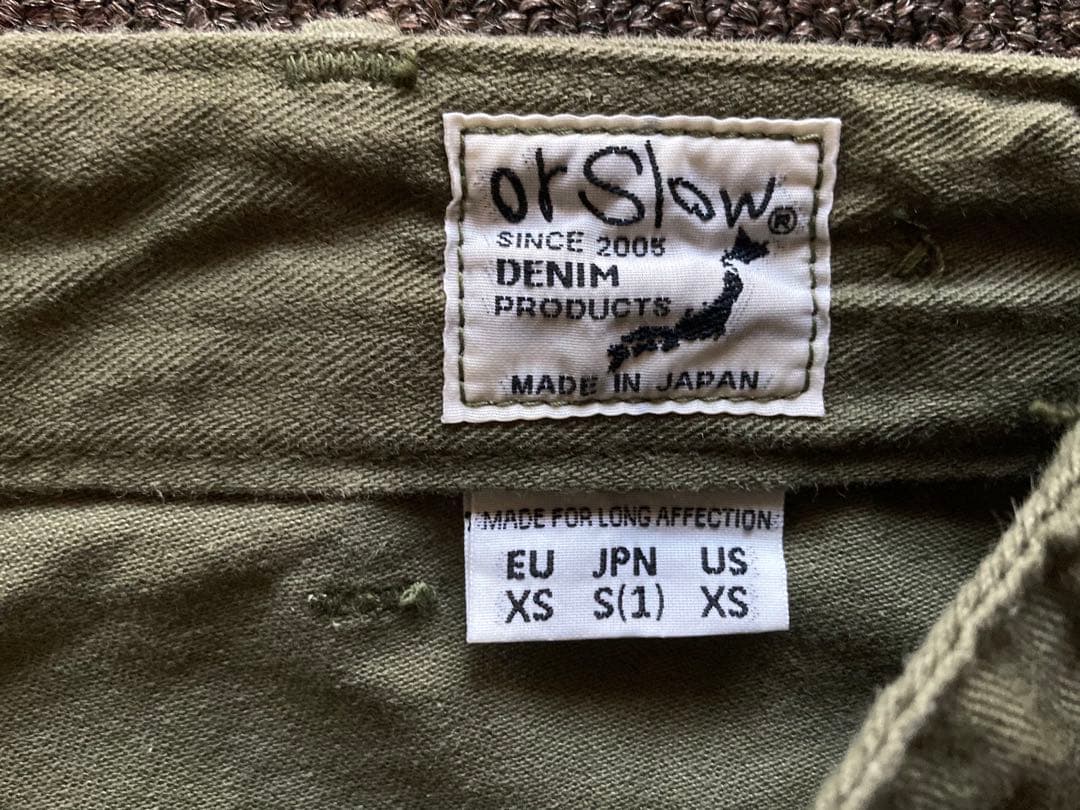 orSlow®
SINCE 2005
DENIM
PRODUCTS
MADE IN JAPAN
MADE FOR LONG AFFECTION
EU JPN US
XS S(1) XS